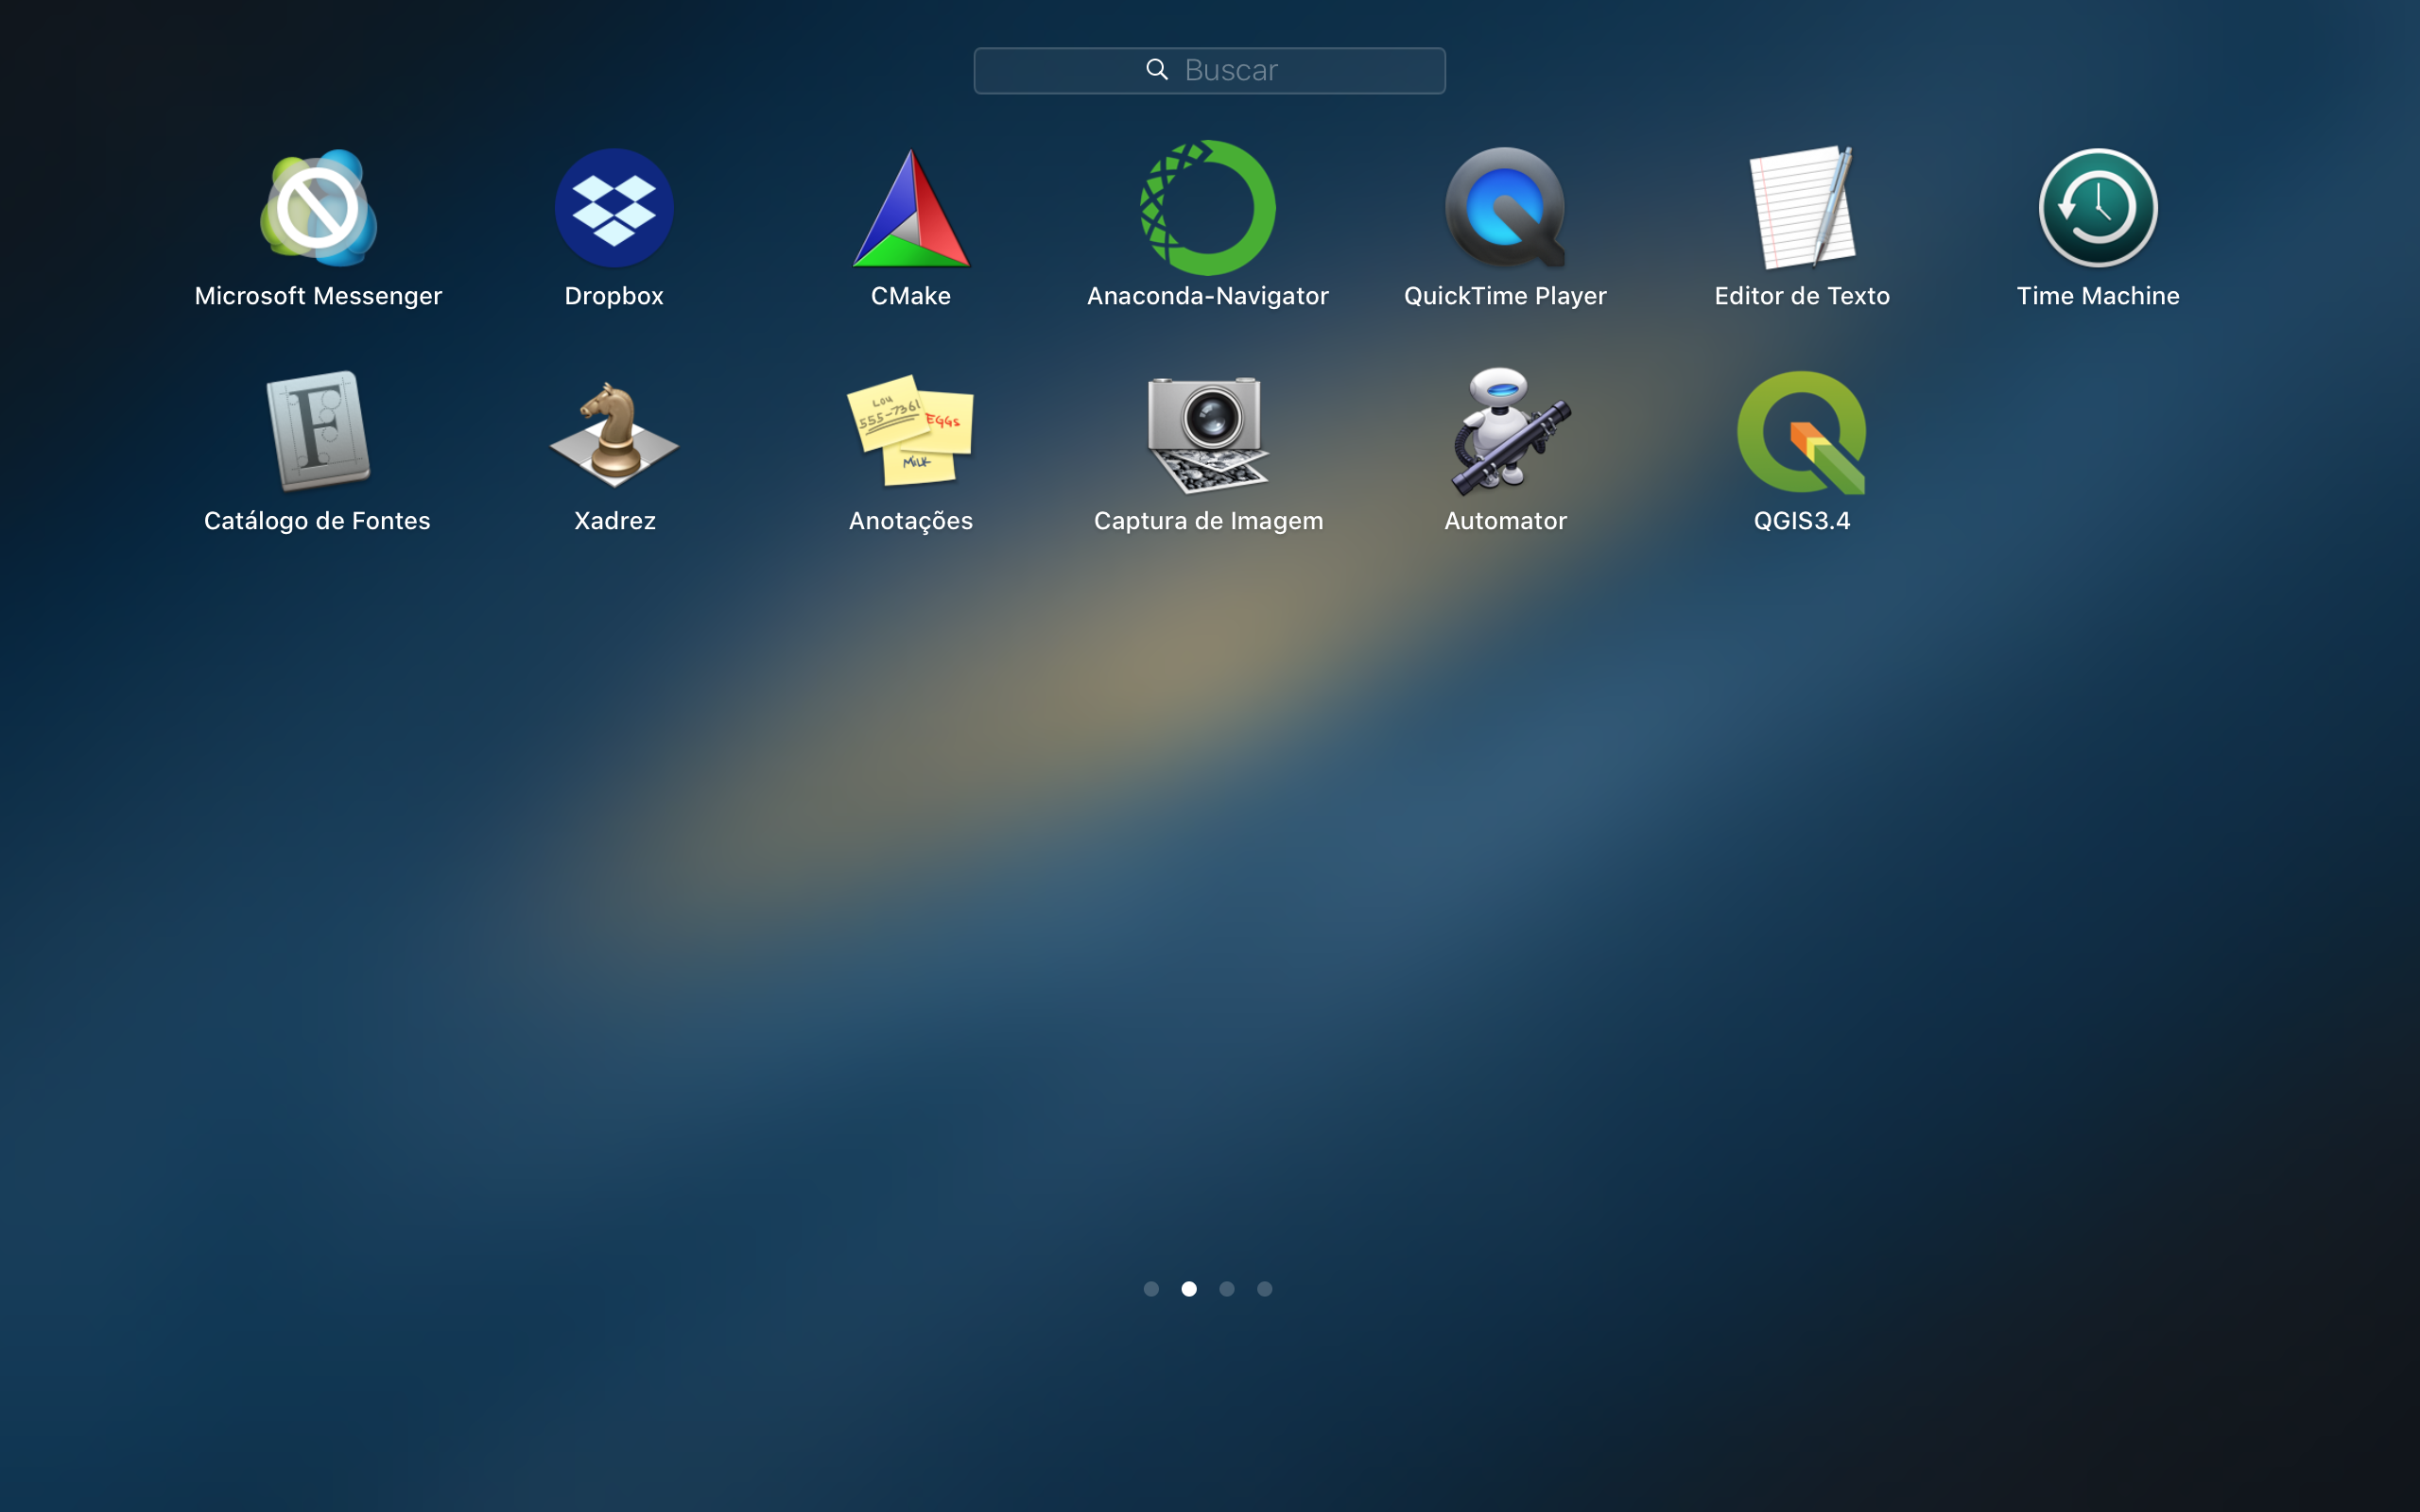 Buscar
Microsoft Messenger
Dropbox
CMake
Anaconda-Navigator
QuickTime Player
Editor de Texto
Time Machine
F
LOU
555-7361
EGGs
MILK
Catálogo de Fontes
Xadrez
Anotações
Captura de Imagem
Automator
QGIS3.4